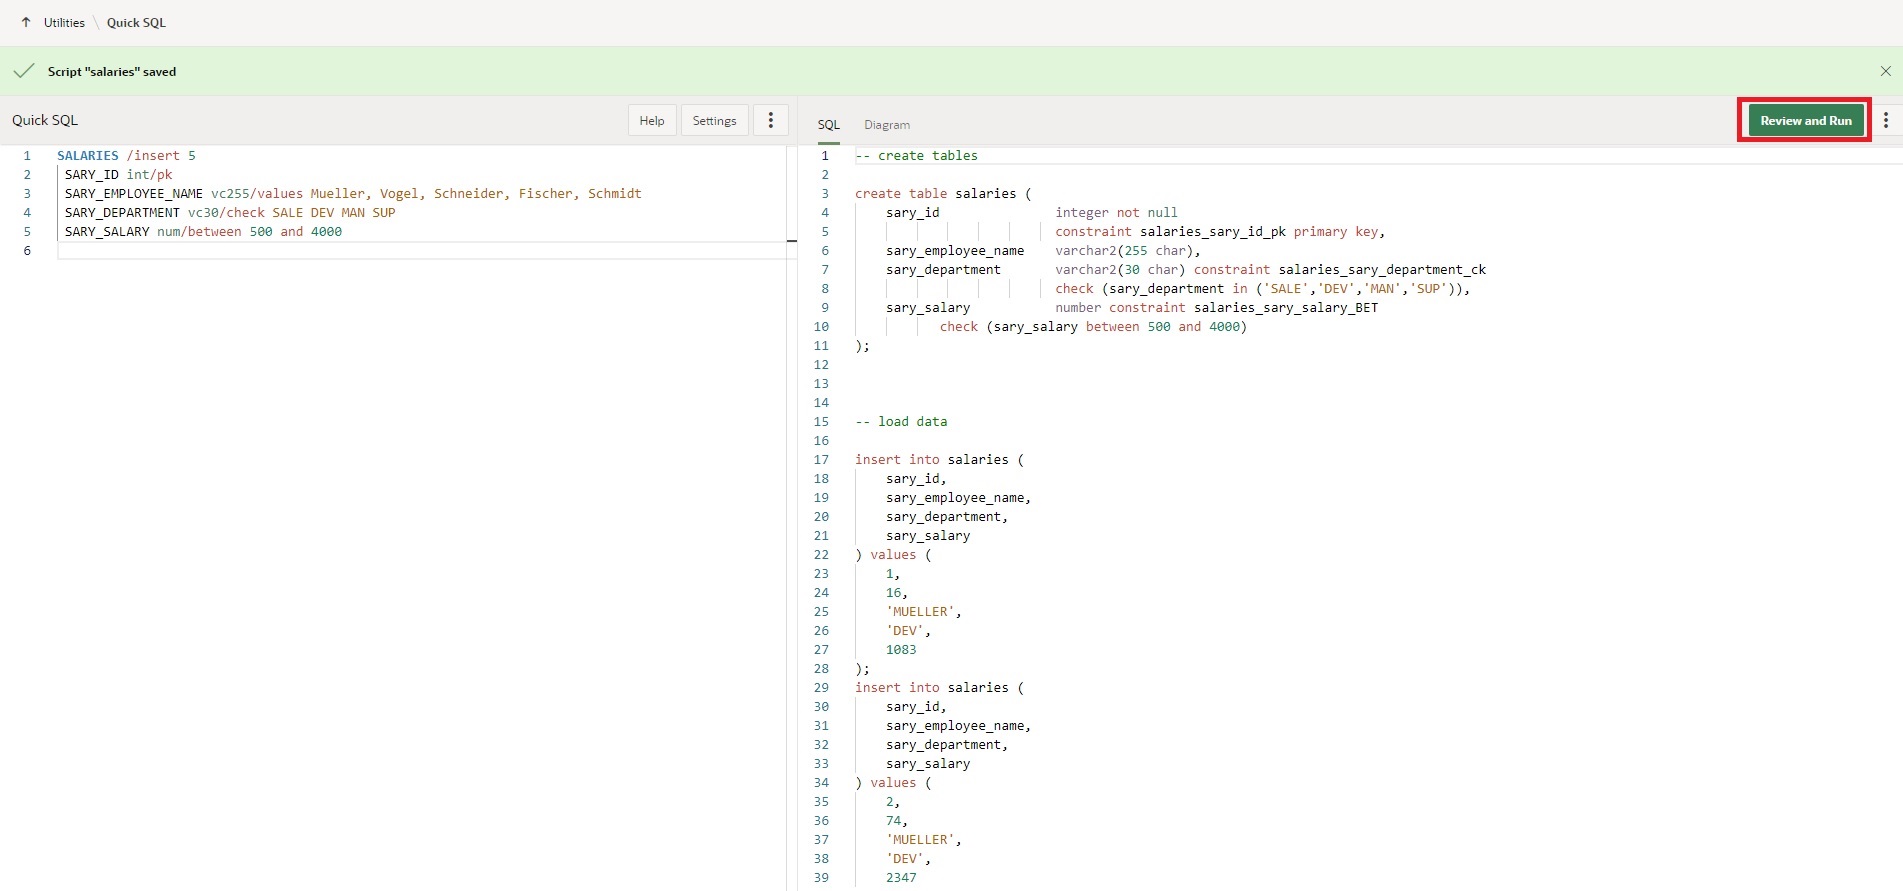 Utilities \ Quick SQL
Script "salaries" saved
Quick SQL
Help
Settings
1 SALARIES /insert 5
2 SARY_ID int/pk
3 SARY_EMPLOYEE_NAME vc255/values Mueller, Vogel, Schneider, Fischer, Schmidt
4 SARY_DEPARTMENT vc30/check SALE DEV MAN SUP
5 SARY_SALARY num/between 500 and 4000
6
SQL
Diagram
Review and Run
1 -- create tables
2
3 create table salaries (
4 sary_id integer not null
5 constraint salaries_sary_id_pk primary key,
6 sary_employee_name varchar2(255 char),
7 sary_department varchar2(30 char) constraint salaries_sary_department_ck
8 check (sary_department in ('SALE','DEV','MAN','SUP')),
9 sary_salary number constraint salaries_sary_salary_BET
10 check (sary_salary between 500 and 4000)
11 );
12
13
14
15 -- load data
16
17 insert into salaries (
18 sary_id,
19 sary_employee_name,
20 sary_department,
21 sary_salary
22 ) values (
23 1,
24 16,
25 'MUELLER',
26 'DEV',
27 1083
28 );
29 insert into salaries (
30 sary_id,
31 sary_employee_name,
32 sary_department,
33 sary_salary
34 ) values (
35 2,
36 74,
37 'MUELLER',
38 'DEV',
39 2347